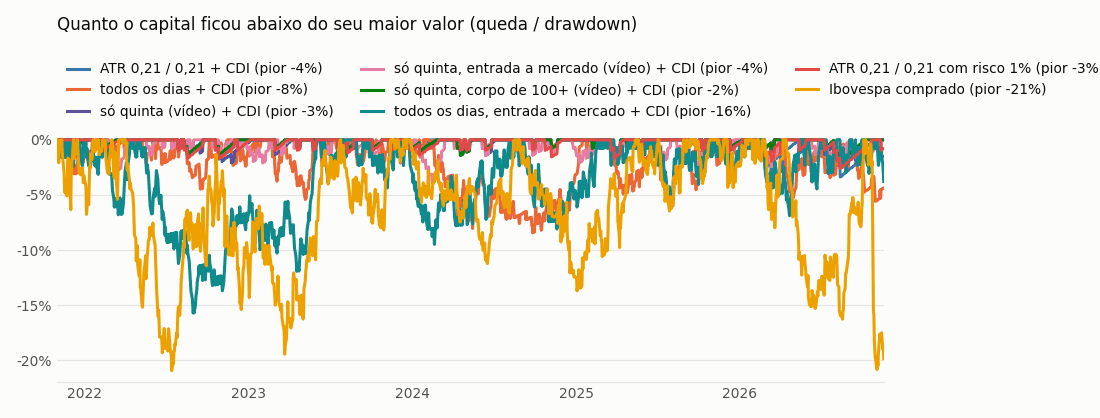 Quanto o capital ficou abaixo do seu maior valor (queda / drawdown)
ATR 0,21 / 0,21 + CDI (pior -4%)
todos os dias + CDI (pior -8%)
só quinta (vídeo) + CDI (pior -3%)
só quinta, entrada a mercado (vídeo) + CDI (pior -4%)
só quinta, corpo de 100+ (vídeo) + CDI (pior -2%)
todos os dias, entrada a mercado + CDI (pior -16%)
ATR 0,21 / 0,21 com risco 1% (pior -3%
Ibovespa comprado (pior -21%)
0%
-5%
-10%
-15%
-20%
2022
2023
2024
2025
2026